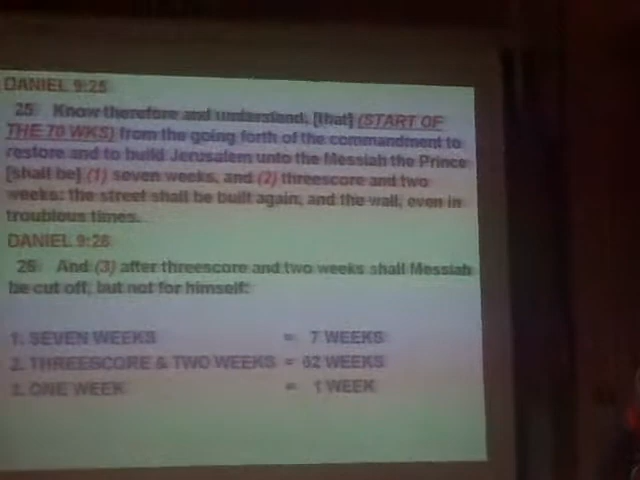 DANIEL 9:25
25 Know therefore and understand, [that] (START OF
THE 70 WKS) from the going forth of the commandment to
restore and to build Jerusalem unto the Messiah the Prince
[shall be] (1) seven weeks, and (2) threescore and two
weeks: the street shall be built again, and the wall, even in
troublous times.
DANIEL 9:26
26 And (3) after threescore and two weeks shall Messiah
be cut off, but not for himself:
1. SEVEN WEEKS = 7 WEEKS
2. THREESCORE & TWO WEEKS = 62 WEEKS
3. ONE WEEK = 1 WEEK